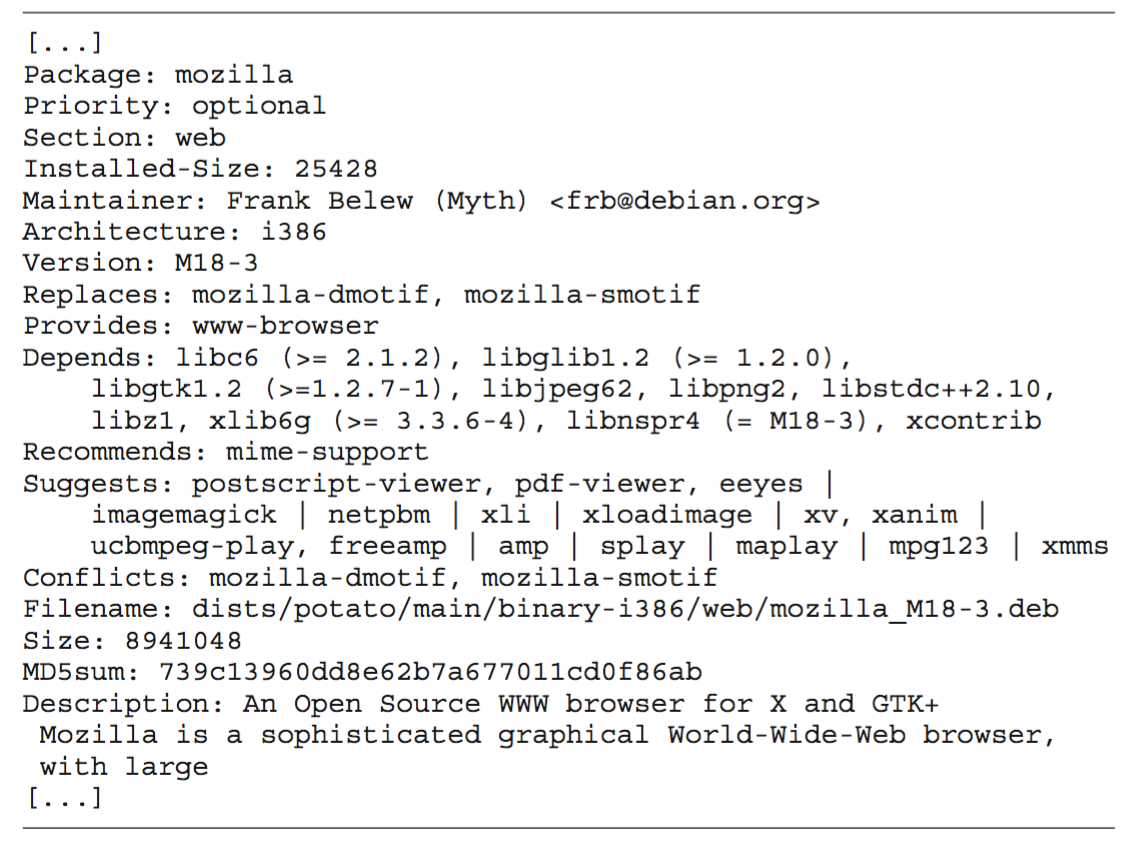 [...]
Package: mozilla
Priority: optional
Section: web
Installed-Size: 25428
Maintainer: Frank Belew (Myth) <frb@debian.org>
Architecture: i386
Version: M18-3
Replaces: mozilla-dmotif, mozilla-smotif
Provides: www-browser
Depends: libc6 (>= 2.1.2), libglib1.2 (>= 1.2.0),
    libgtk1.2 (>=1.2.7-1), libjpeg62, libpng2, libstdc++2.10,
    libz1, xlib6g (>= 3.3.6-4), libnspr4 (= M18-3), xcontrib
Recommends: mime-support
Suggests: postscript-viewer, pdf-viewer, eeyes |
    imagemagick | netpbm | xli | xloadimage | xv, xanim |
    ucbmpeg-play, freeamp | amp | splay | maplay | mpg123 | xmms
Conflicts: mozilla-dmotif, mozilla-smotif
Filename: dists/potato/main/binary-i386/web/mozilla_M18-3.deb
Size: 8941048
MD5sum: 739c13960dd8e62b7a677011cd0f86ab
Description: An Open Source WWW browser for X and GTK+
 Mozilla is a sophisticated graphical World-Wide-Web browser,
 with large
[...]